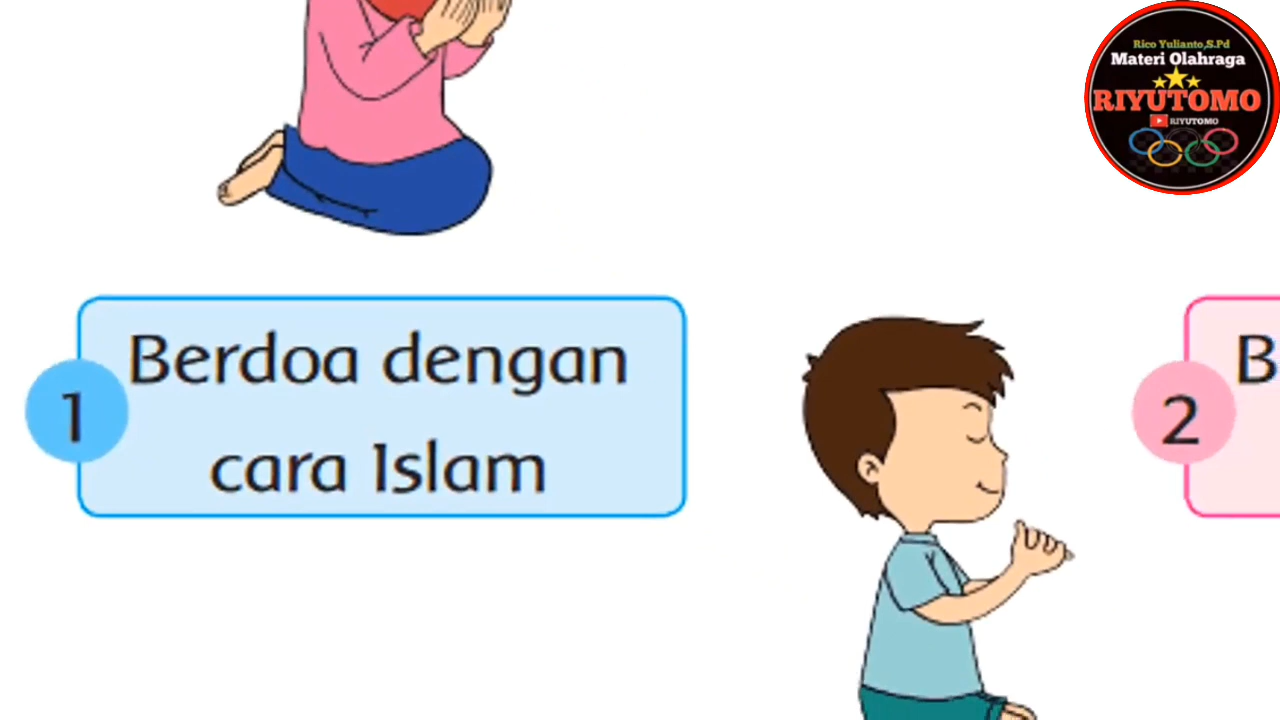 Rico Yulianto,S.Pd
Materi Olahraga
RIYUTOMO
RIYUTOMO
1
Berdoa dengan
cara Islam
2
B